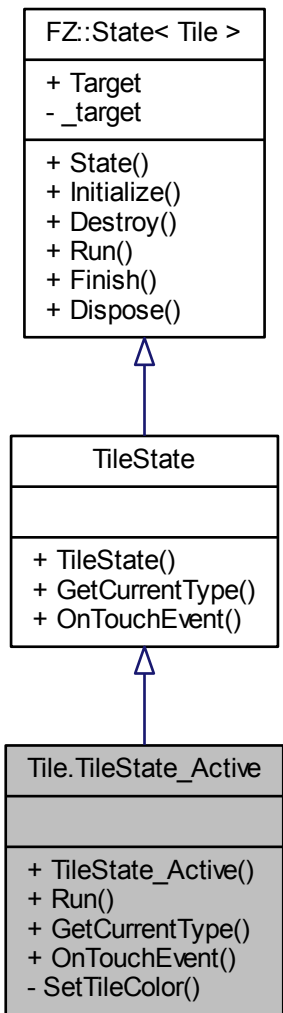 FZ::State< Tile >
+ Target
- _target
+ State()
+ Initialize()
+ Destroy()
+ Run()
+ Finish()
+ Dispose()
TileState
+ TileState()
+ GetCurrentType()
+ OnTouchEvent()
Tile.TileState_Active
+ TileState_Active()
+ Run()
+ GetCurrentType()
+ OnTouchEvent()
- SetTileColor()